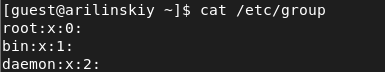 [guest@arilinskiy ~]$ cat /etc/group
root:x:0:
bin:x:1:
daemon:x:2: